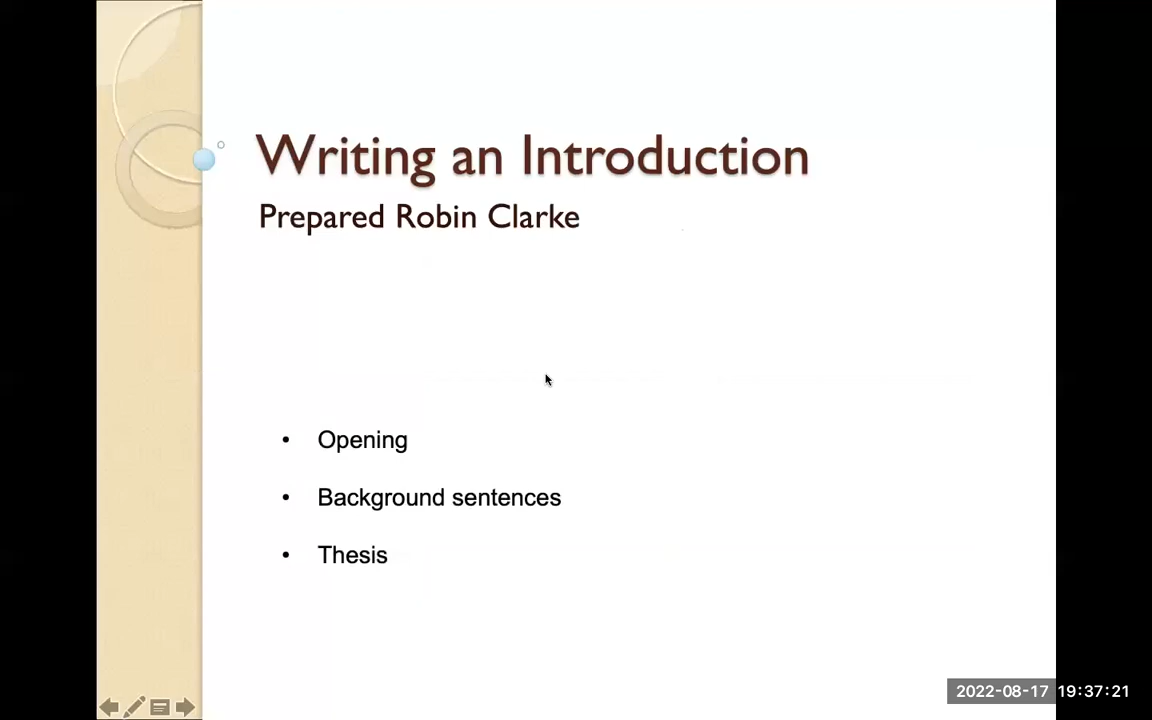 Writing an Introduction
Prepared Robin Clarke
• Opening
• Background sentences
• Thesis
2022-08-17 19:37:21